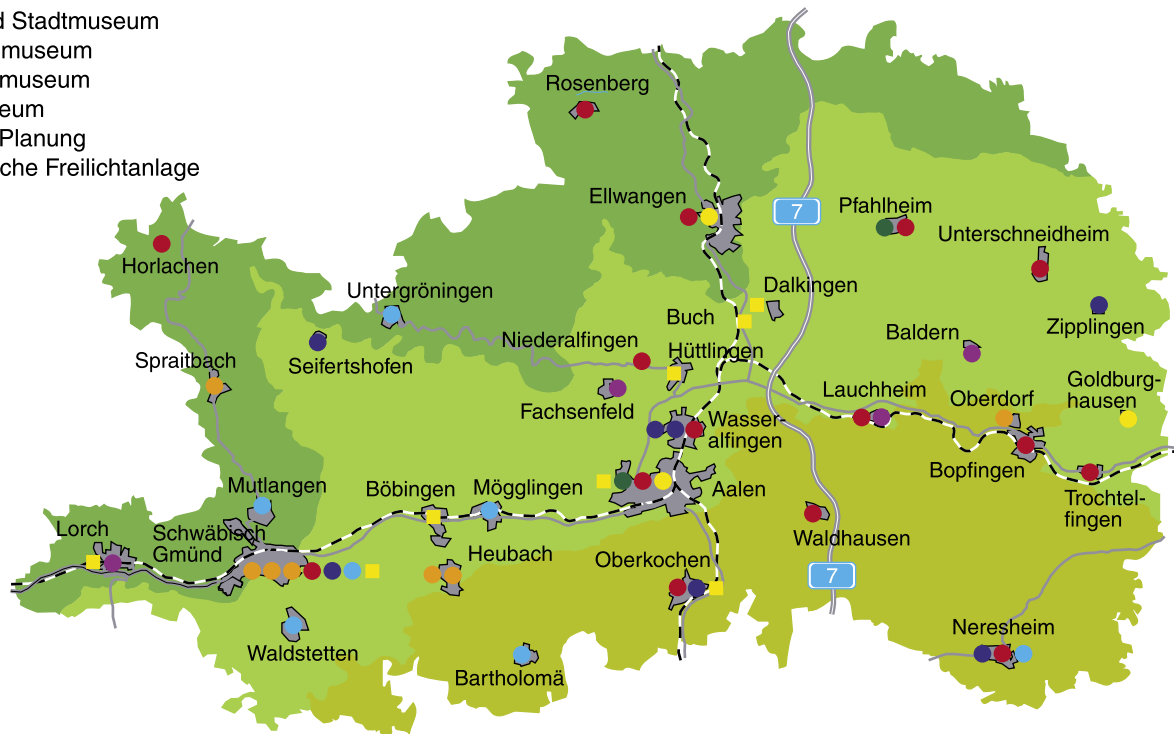 d Stadtmuseum
museum
museum
eum
Planung
che Freilichtanlage
Rosenberg
Ellwangen
7
Pfahlheim
Unterschneidheim
Horlachen
Untergröningen
Dalkingen
Buch
Zipplingen
Seifertshofen
Niederalfingen
Hüttlingen
Baldern
Spraitbach
Fachsenfeld
Lauchheim
Oberdorf
Goldburg-
hausen
Wasser-
alfingen
Bopfingen
Mutlangen
Böbingen
Mögglingen
Aalen
Trochtel-
fingen
Lorch
Schwäbisch
Gmünd
Heubach
Waldhausen
Oberkochen
7
Neresheim
Waldstetten
Bartholomä